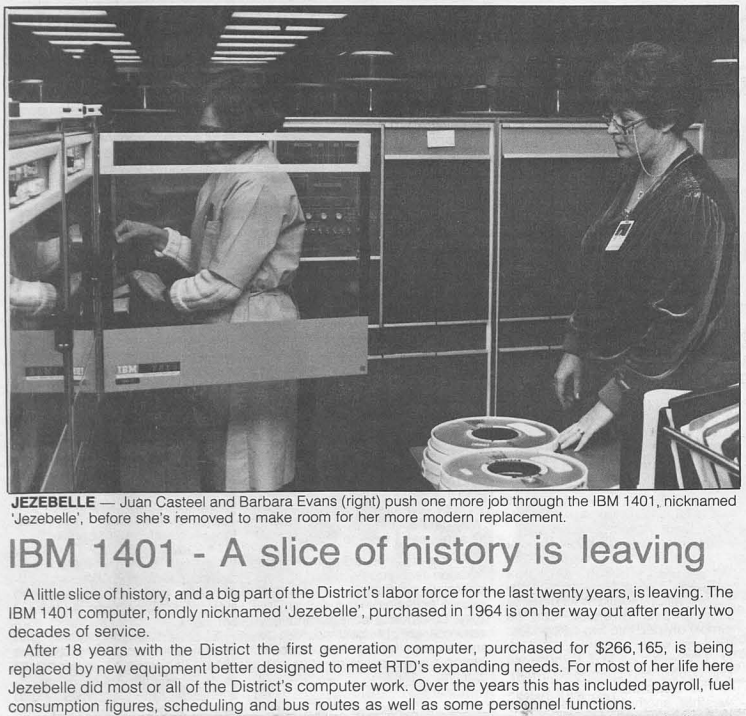 IBM
JEZEBELLE — Juan Casteel and Barbara Evans (right) push one more job through the IBM 1401, nicknamed
'Jezebelle', before she's removed to make room for her more modern replacement.
IBM 1401 - A slice of history is leaving
A little slice of history, and a big part of the District's labor force for the last twenty years, is leaving. The
IBM 1401 computer, fondly nicknamed 'Jezebelle', purchased in 1964 is on her way out after nearly two
decades of service.
After 18 years with the District the first generation computer, purchased for $266,165, is being
replaced by new equipment better designed to meet RTD's expanding needs. For most of her life here
Jezebelle did most or all of the District's computer work. Over the years this has included payroll, fuel
consumption figures, scheduling and bus routes as well as some personnel functions.